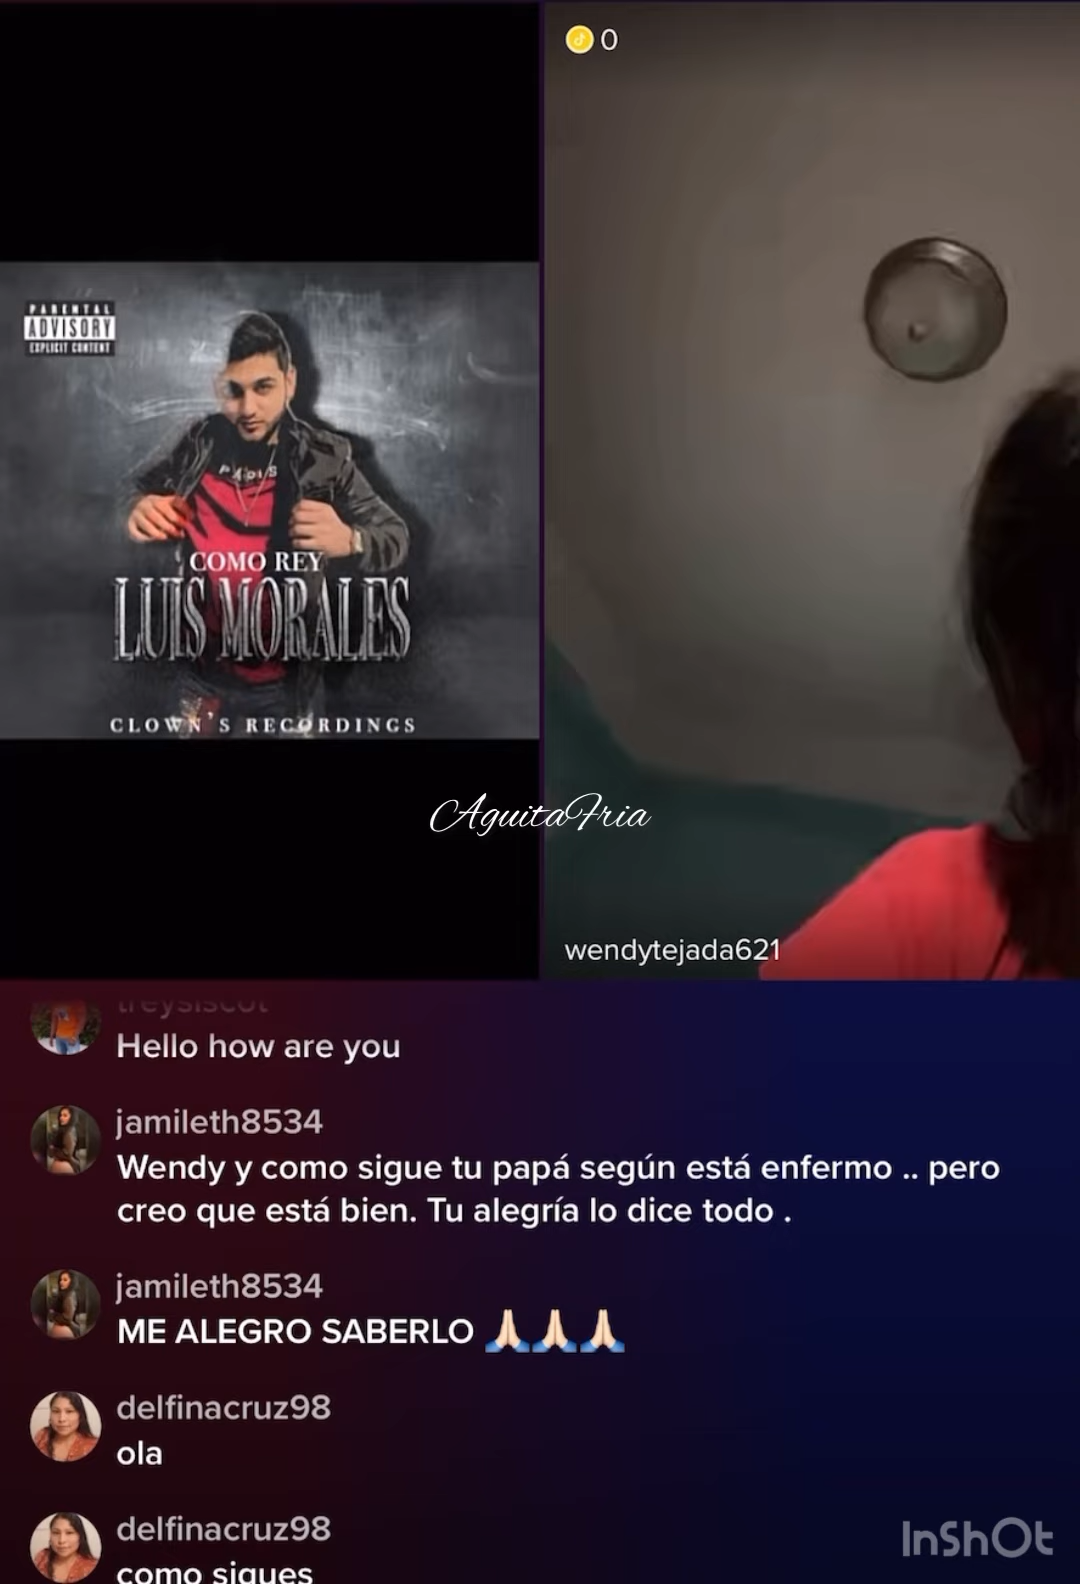 0
PARENTAL
ADVISORY
EXPLICIT CONTENT
COMO REY
LUIS MORALES
CLOWN'S RECORDINGS
AguitaFria
wendytejada621
treysiscot
Hello how are you
jamileth8534
Wendy y como sigue tu papá según está enfermo .. pero
creo que está bien. Tu alegría lo dice todo .
jamileth8534
ME ALEGRO SABERLO 🙏🏻🙏🏻🙏🏻
delfinacruz98
ola
delfinacruz98
como sigues
InShOt